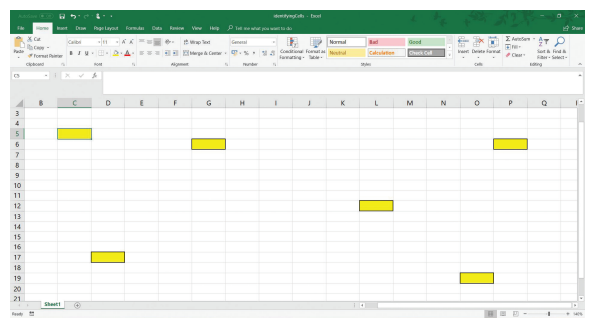 identifyingCells - Excel
File Home Insert Draw Page Layout Formulas Data Review View Help Tell me what you want to do Share
Cut
Copy
Format Painter
Paste
Clipboard
Calibri 11
B I U
Font
Wrap Text
Merge & Center
Alignment
General
Number
Conditional Formatting
Format as Table
Normal Bad Good
Neutral Calculation Check Cell
Styles
Insert Delete Format
Cells
AutoSum
Fill
Clear
Sort & Filter
Find & Select
Editing
C5 fx
B C D E F G H I J K L M N O P Q
3
4
5
6
7
8
9
10
11
12
13
14
15
16
17
18
19
20
21
Sheet1
Ready